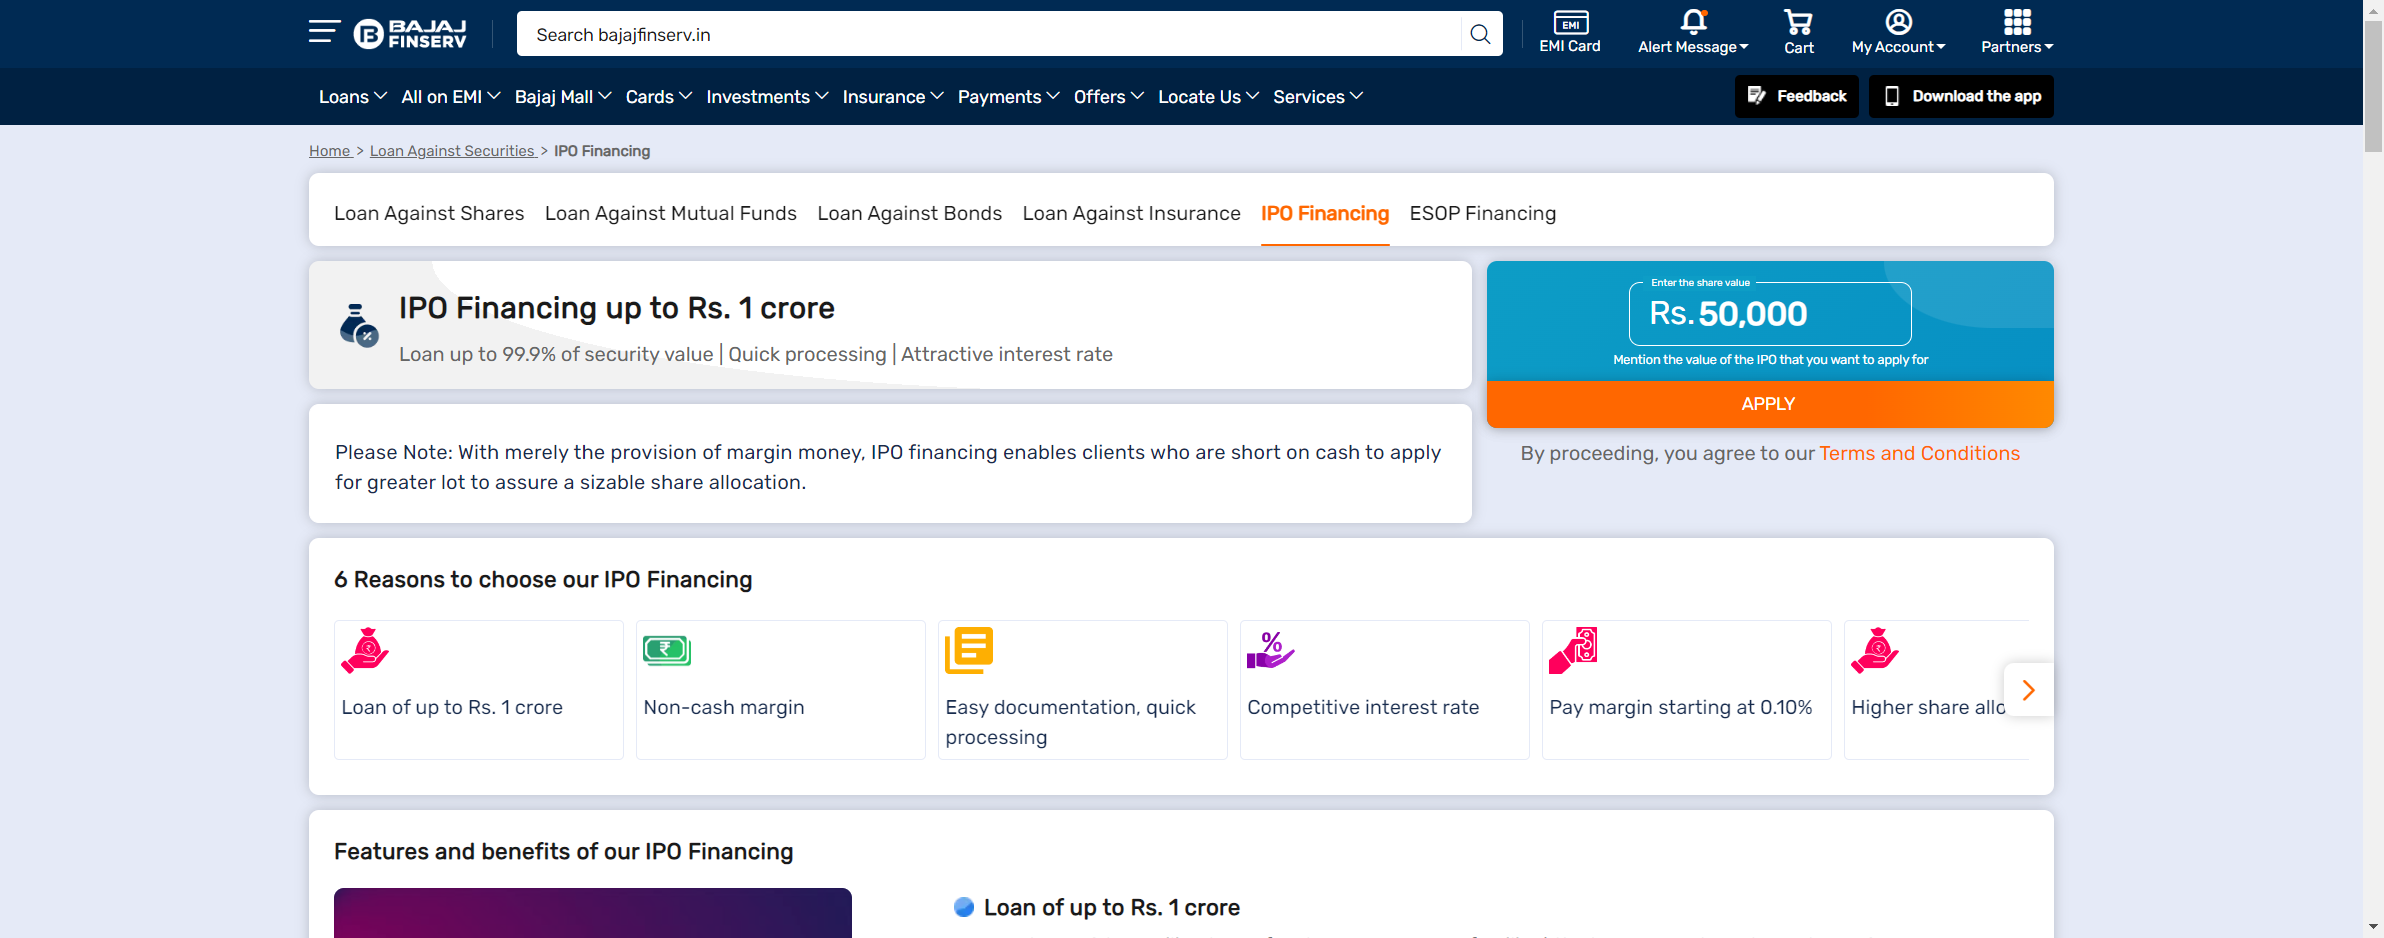 BAJAJ
FINSERV
Search bajajfinserv.in
EMI
EMI Card
Alert Message
Cart
My Account
Partners
Loans All on EMI Bajaj Mall Cards Investments Insurance Payments Offers Locate Us Services
Feedback
Download the app
Home > Loan Against Securities > IPO Financing
Loan Against Shares Loan Against Mutual Funds Loan Against Bonds Loan Against Insurance IPO Financing ESOP Financing
IPO Financing up to Rs. 1 crore
Loan up to 99.9% of security value | Quick processing | Attractive interest rate
Enter the share value
Rs. 50,000
Mention the value of the IPO that you want to apply for
APPLY
By proceeding, you agree to our Terms and Conditions
Please Note: With merely the provision of margin money, IPO financing enables clients who are short on cash to apply
for greater lot to assure a sizable share allocation.
6 Reasons to choose our IPO Financing
Loan of up to Rs. 1 crore
Non-cash margin
Easy documentation, quick
processing
Competitive interest rate
Pay margin starting at 0.10%
Higher share allo
Features and benefits of our IPO Financing
Loan of up to Rs. 1 crore